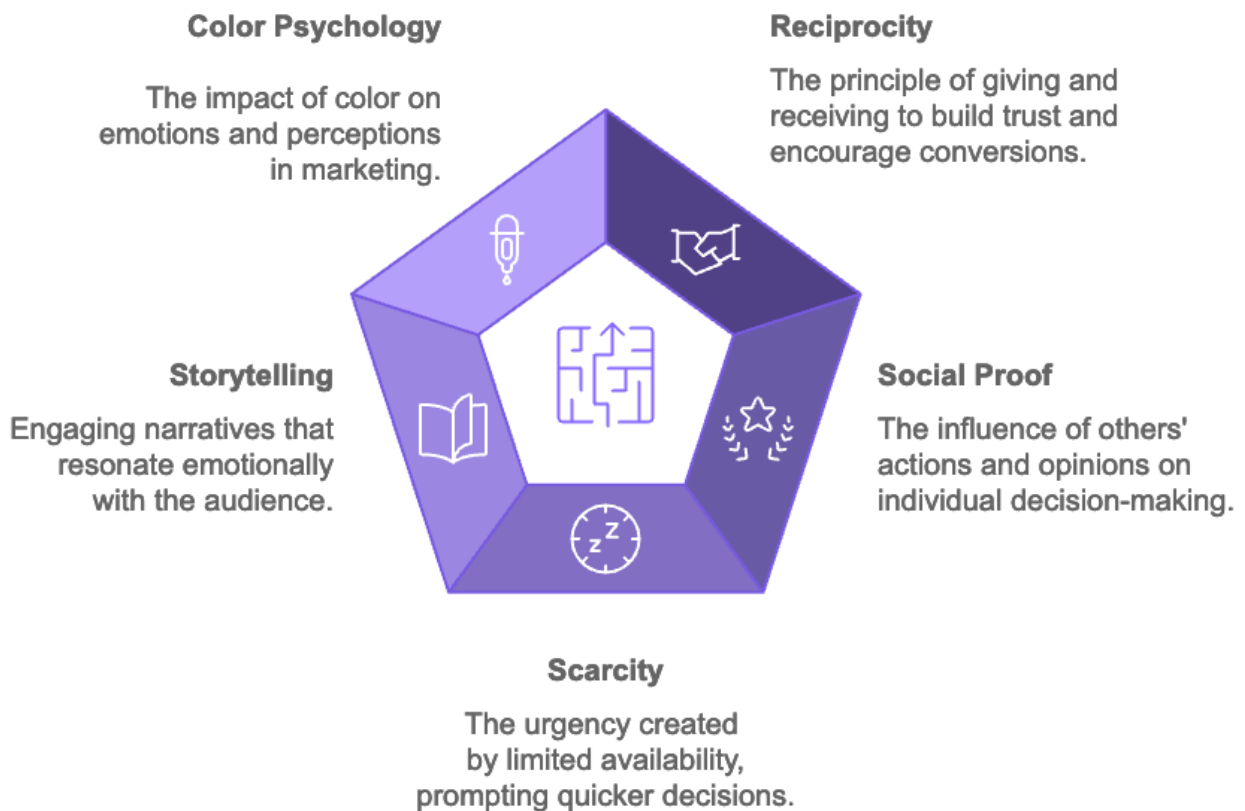 Color Psychology
The impact of color on
emotions and perceptions
in marketing.
Reciprocity
The principle of giving and
receiving to build trust and
encourage conversions.
Storytelling
Engaging narratives that
resonate emotionally
with the audience.
Social Proof
The influence of others'
actions and opinions on
individual decision-making.
z Z
Scarcity
The urgency created
by limited availability,
prompting quicker decisions.